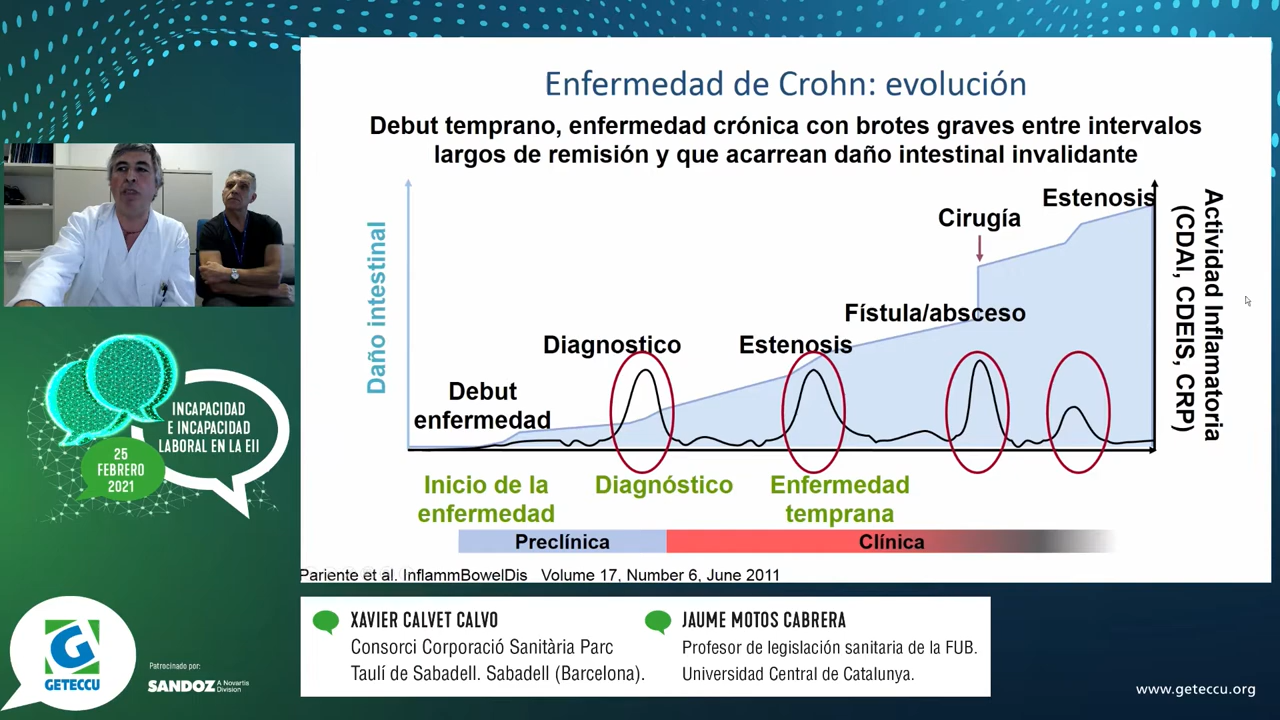 Enfermedad de Crohn: evolución
Debut temprano, enfermedad crónica con brotes graves entre intervalos
largos de remisión y que acarrean daño intestinal invalidante
Daño intestinal
Debut
enfermedad
Diagnostico
Estenosis
Fístula/absceso
Cirugía
Estenosis
Actividad Inflamatoria
(CDAI, CDEIS, CRP)
Inicio de la
enfermedad
Diagnóstico
Enfermedad
temprana
Preclínica
Clínica
Pariente et al. InflammBowelDis Volume 17, Number 6, June 2011
INCAPACIDAD
E INCAPACIDAD
LABORAL EN LA EII
25
FEBRERO
2021
G
GETECCU
Patrocinado por:
SANDOZ A Novartis
Division
XAVIER CALVET CALVO
Consorci Corporació Sanitària Parc
Taulí de Sabadell. Sabadell (Barcelona).
JAUME MOTOS CABRERA
Profesor de legislación sanitaria de la FUB.
Universidad Central de Catalunya.
www.geteccu.org